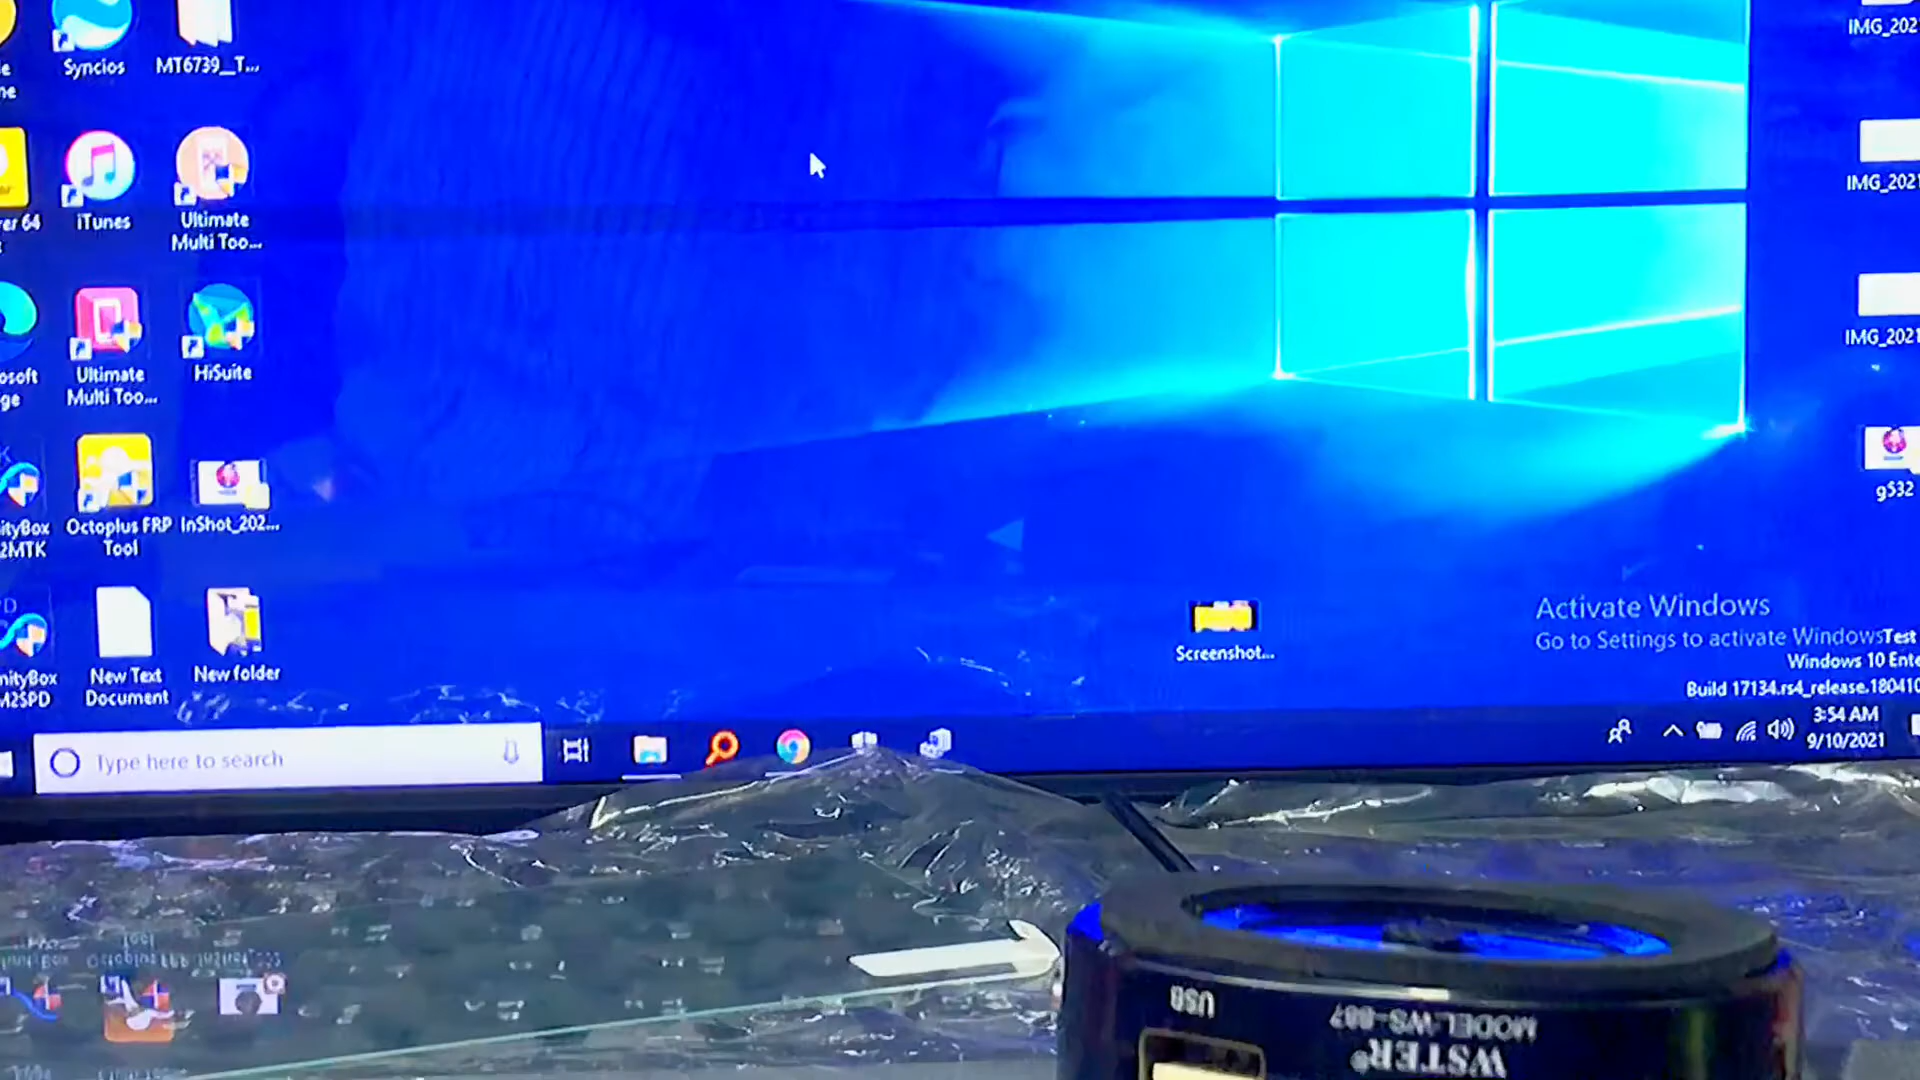 Syncios
MT6739__T...
iTunes
Ultimate
Multi Too...
Ultimate
Multi Too...
HiSuite
Octoplus FRP
Tool
InShot_202...
New Text
Document
New folder
Screenshot...
IMG_202
IMG_2021
IMG_2021
g532
Activate Windows
Go to Settings to activate Windows
Test
Windows 10 Ente
Build 17134.rs4_release.180410
Type here to search
3:54 AM
9/10/2021
USB
MODEL:WS-887
WSTER®